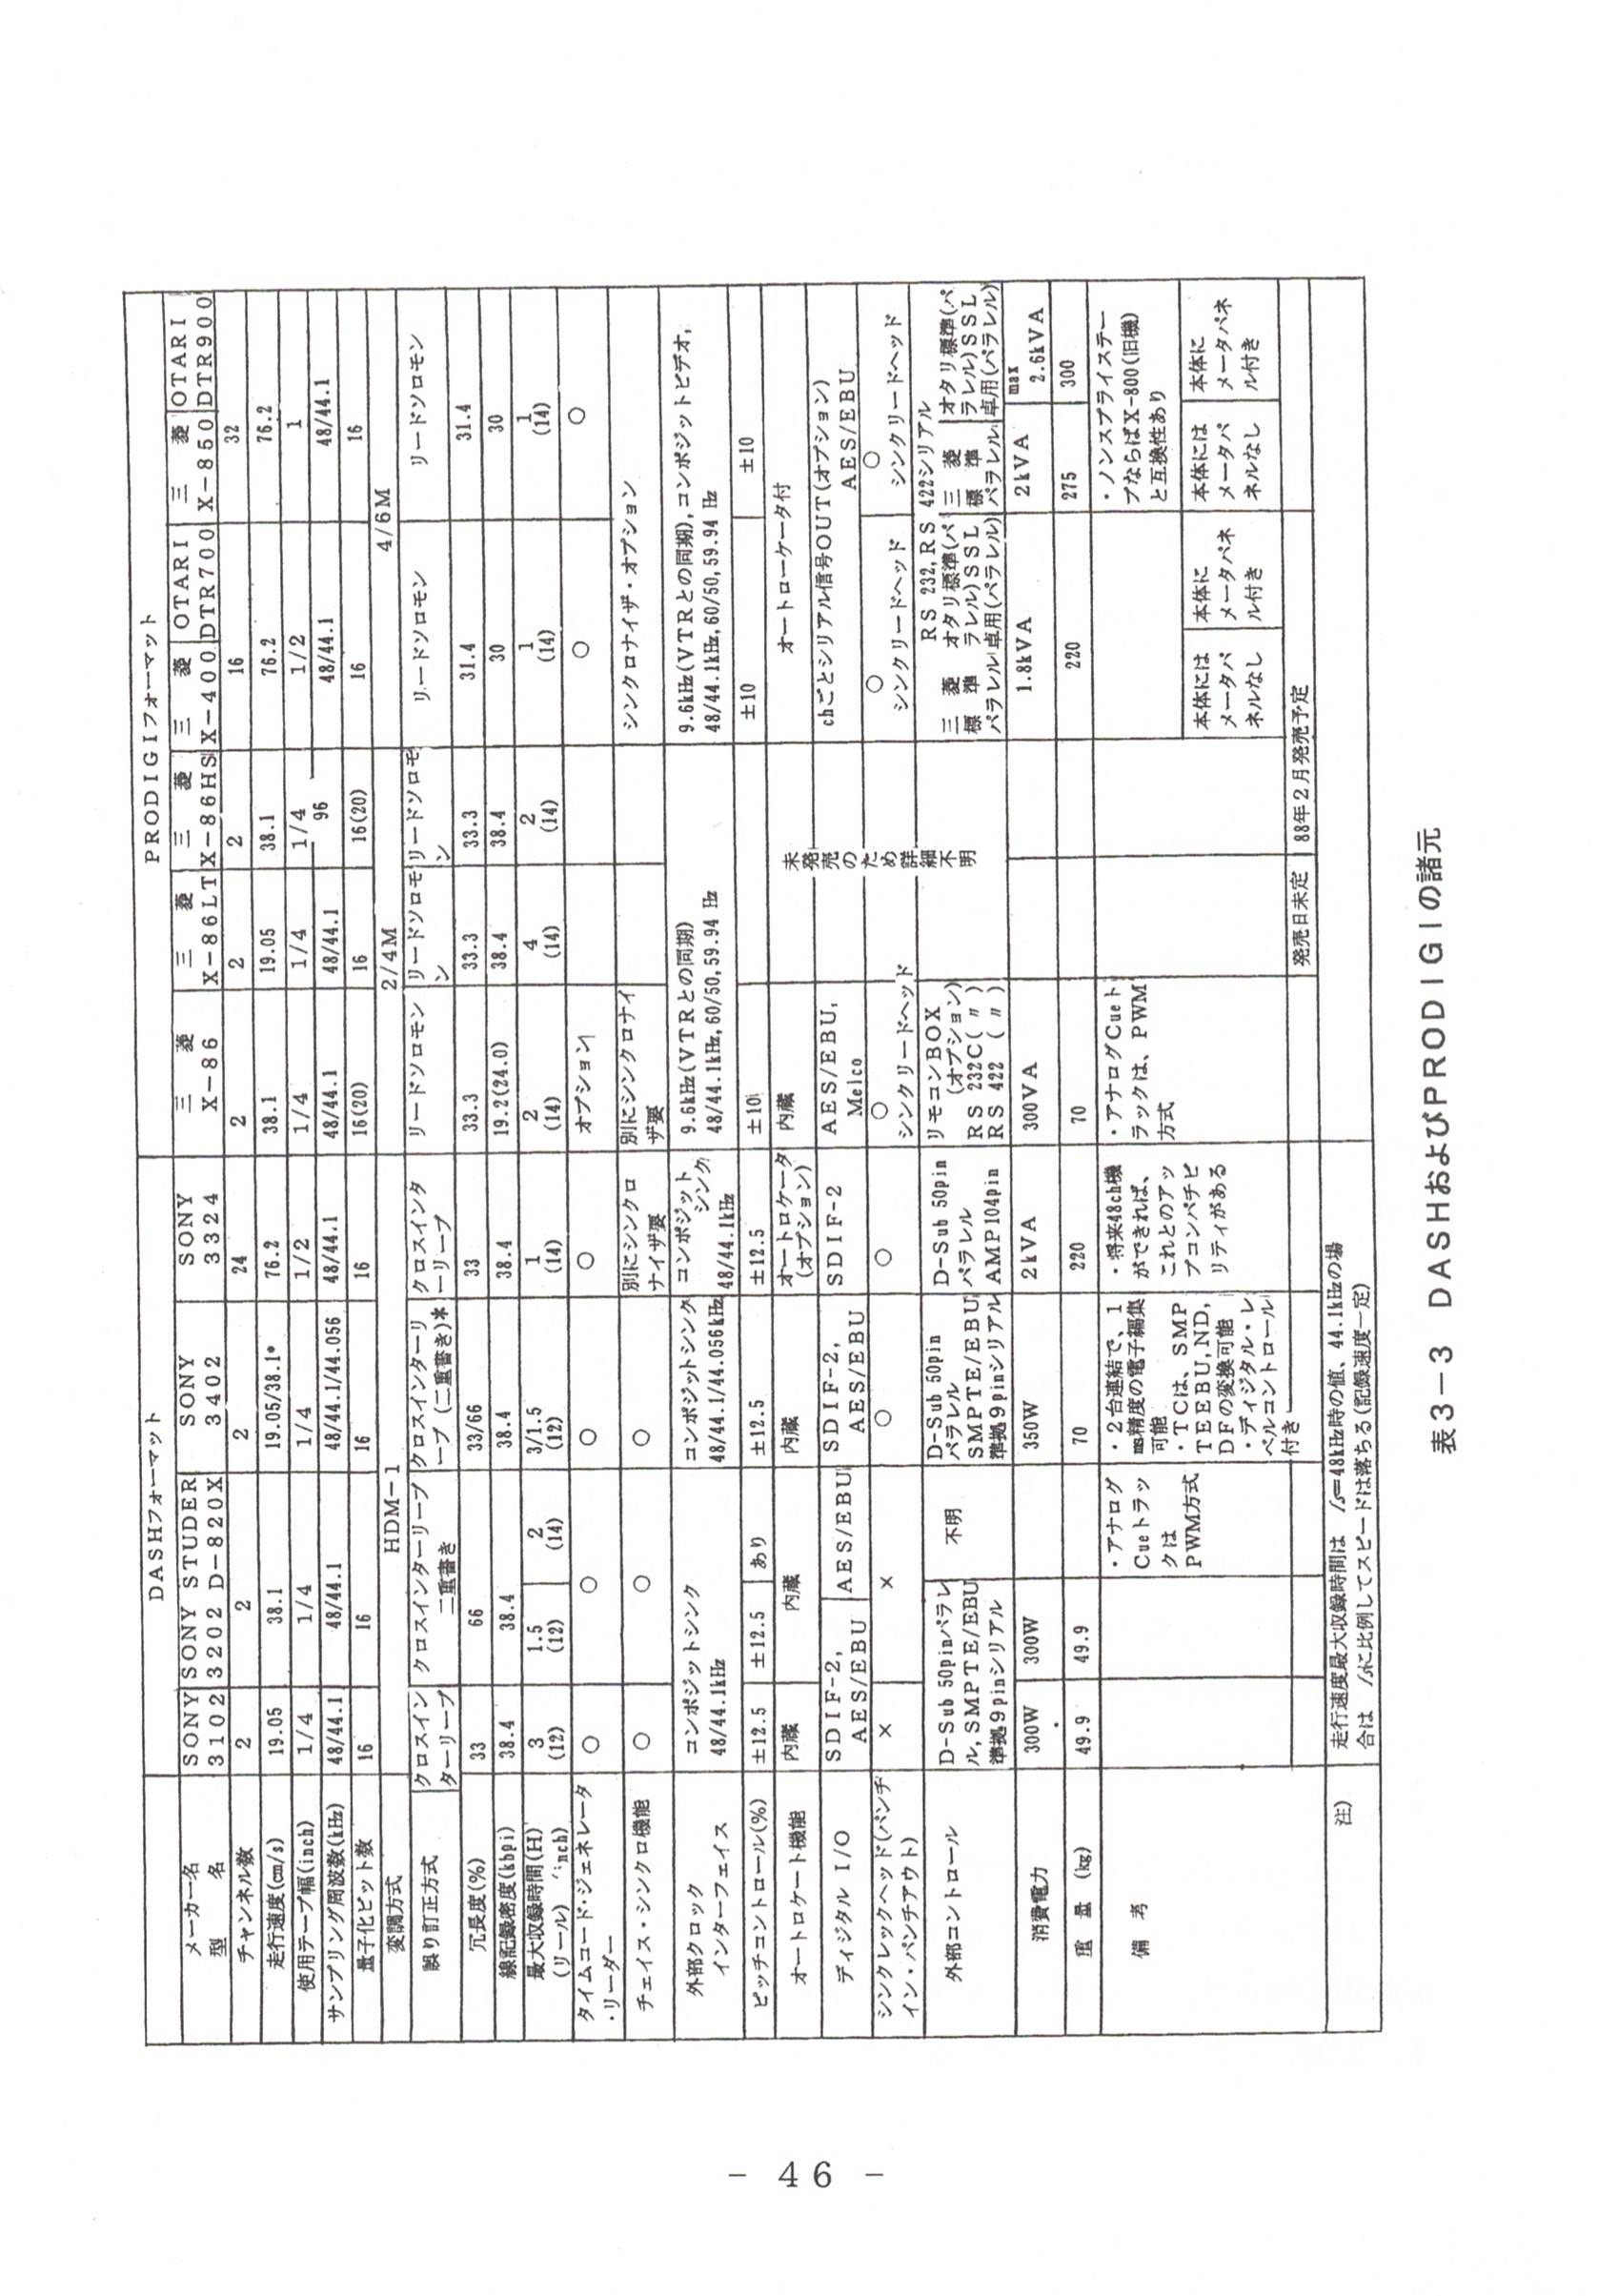 表3-3 DASHおよびPRODIGIの諸元
DASHフォーマット PRODIGIフォーマット
メーカー名 SONY SONY STUDER SONY SONY 三菱 三菱 三菱 三菱 OTARI 三菱 OTARI
型名 3102 3202 D-820X 3402 3324 X-86 X-86LT X-86HS X-400 DTR700 X-850 DTR900
チャンネル数 2 2 2 24 2 2 2 16 32
走行速度(cm/s) 19.05 38.1 19.05/38.1* 76.2 38.1 19.05 38.1 76.2 76.2
使用テープ幅(inch) 1/4 1/4 1/4 1/2 1/4 1/4 1/4 1/2 1
サンプリング周波数(kHz) 48/44.1 48/44.1 48/44.1/44.056 48/44.1 48/44.1 48/44.1 96 48/44.1 48/44.1
量子化ビット数 16 16 16 16 16(20) 16 16(20) 16 16
変調方式 HDM-1 2/4M 4/6M
誤り訂正方式 クロスインターリーブ クロスインターリーブ二重書き クロスインターリーブ(二重書き)* クロスインターリーブ リードソロモン リードソロモン リードソロモン リードソロモン リードソロモン
冗長度(%) 33 66 33/66 33 33.3 33.3 33.3 31.4 31.4
線記録密度(kbpi) 38.4 38.4 38.4 38.4 19.2(24.0) 38.4 38.4 30 30
最大収録時間(H) 3 1.5 2 3/1.5 1 2 4 2 1 1
(リール) inch) (12) (12) (14) (12) (14) (14) (14) (14) (14) (14)
タイムコード・ジェネレータ・リーダー ○ ○ ○ ○ オプション ○ ○
チェイス・シンクロ機能 ○ ○ ○ 別にシンクロナイザ要 別にシンクロナイザ要 シンクロナイザ・オプション
外部クロック コンポジットシンク コンポジットシンク コンポジットシンク 9.6kHz(VTRとの同期) 9.6kHz(VTRとの同期),コンポジットビデオ,
インターフェイス 48/44.1kHz 48/44.1/44.056kHz 48/44.1kHz 48/44.1kHz,60/50,59.94Hz 48/44.1kHz,60/50,59.94Hz
ピッチコントロール(%) ±12.5 ±12.5 あり ±12.5 ±12.5 ±10 ±10 ±10
オートロケート機能 内蔵 内蔵 内蔵 オートロケータ(オプション) 内蔵 オートローケータ付
未発売のため詳細不明
ディジタル I/O SDIF-2, AES/EBU AES/EBU SDIF-2, AES/EBU SDIF-2 AES/EBU, Melco chごとシリアル信号OUT(オプション) AES/EBU
シンクレックヘッド(パンチイン・パンチアウト) × × ○ ○ ○シンクリードヘッド ○シンクリードヘッド ○シンクリードヘッド
外部コントロール D-Sub 50pinパラレル,SMPTE/EBU準拠9pinシリアル 不明 D-Sub 50pinパラレル SMPTE/EBU準拠9pinシリアル D-Sub 50pinパラレル AMP104pin リモコンBOX(オプション) RS 232C(〃) RS 422(〃) RS 232,RS 422シリアル
三菱標準パラレル オタリ標準(パラレル)SSL卓用(パラレル) 三菱標準パラレル オタリ標準(パラレル)SSL卓用(パラレル)
消費電力 300W 300W 350W 2kVA 300VA 1.8kVA 2kVA max 2.6kVA
重量 (kg) 49.9 49.9 70 220 70 220 275 300
備考
・アナログCueトラックはPWM方式
・2台連結で、1ms精度の電子編集可能
・TCは、SMPTEEBU,ND,DFの変換可能
・ディジタル・レベルコントロール付き
・将来48ch機ができれば、これとのアップコンパチビリティがある
・アナログCueトラックは、PWM方式
本体にはメータパネルなし 本体にメータパネル付き
・ノンスプライステープならばX-800(旧機)と互換性あり
本体にはメータパネルなし 本体にメータパネル付き
発売日未定 88年2月発売予定
注) 走行速度最大収録時間は fs=48kHz時の値、44.1kHzの場
合は fsに比例してスピードは落ちる(記録速度一定)
- 46 -